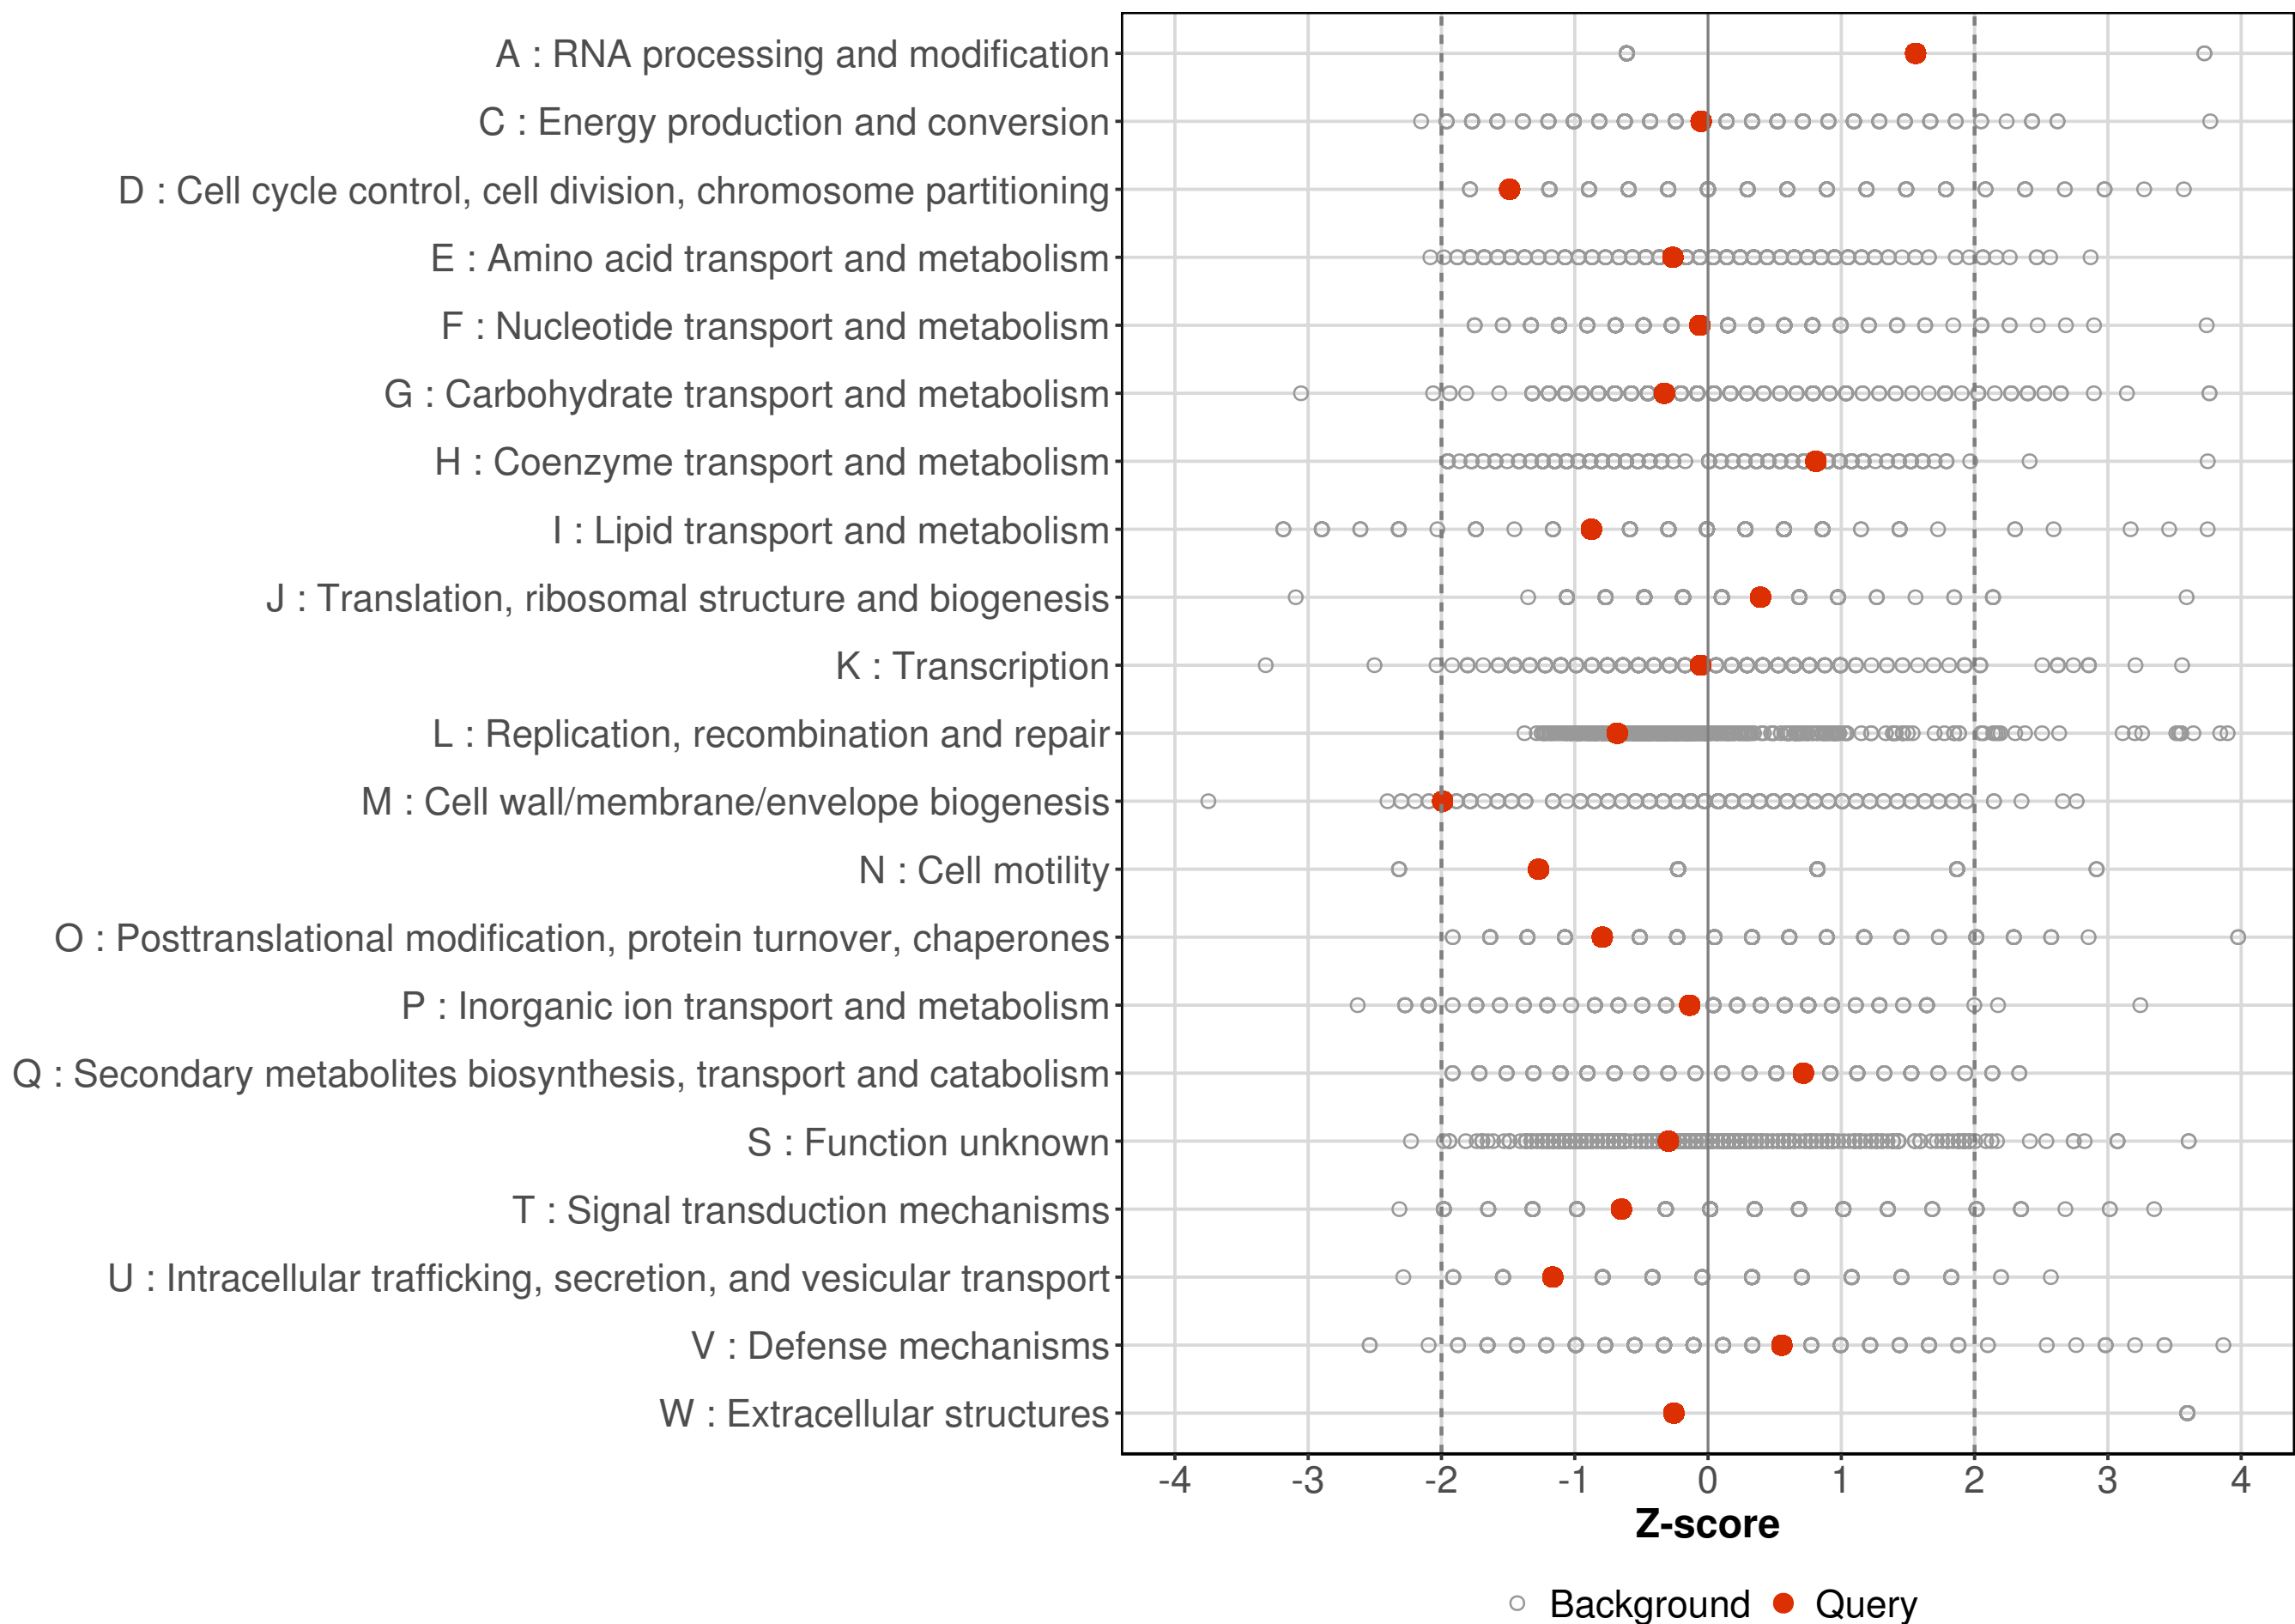 A : RNA processing and modification
C : Energy production and conversion
D : Cell cycle control, cell division, chromosome partitioning
E : Amino acid transport and metabolism
F : Nucleotide transport and metabolism
G : Carbohydrate transport and metabolism
H : Coenzyme transport and metabolism
I : Lipid transport and metabolism
J : Translation, ribosomal structure and biogenesis
K : Transcription
L : Replication, recombination and repair
M : Cell wall/membrane/envelope biogenesis
N : Cell motility
O : Posttranslational modification, protein turnover, chaperones
P : Inorganic ion transport and metabolism
Q : Secondary metabolites biosynthesis, transport and catabolism
S : Function unknown
T : Signal transduction mechanisms
U : Intracellular trafficking, secretion, and vesicular transport
V : Defense mechanisms
W : Extracellular structures
-4 -3 -2 -1 0 1 2 3 4
Z-score
Background Query